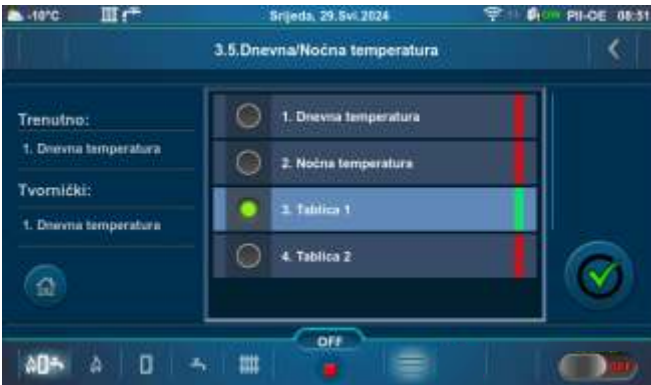 -10°C
Srijeda, 29.Svi.2024
PII-OE 08:51
3.5.Dnevna/Noćna temperatura
Trenutno:
1. Dnevna temperatura
Tvornički:
1. Dnevna temperatura
1. Dnevna temperatura
2. Noćna temperatura
3. Tablica 1
4. Tablica 2
OFF
OFF